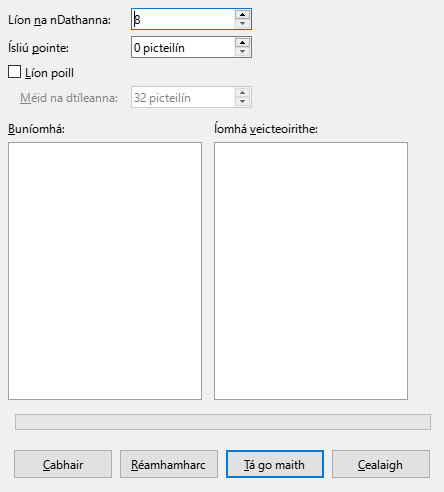 Líon na nDathanna: 8
Ísliú pointe: 0 picteilín
Líon poill
Méid na dtíleanna: 32 picteilín
Buníomhá: Íomhá veicteoirithe:
Cabhair Réamhamharc Tá go maith Cealaigh